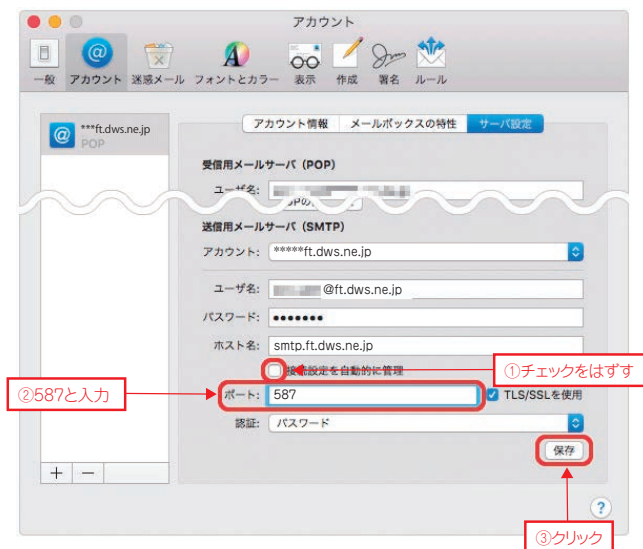 アカウント
一般 アカウント 迷惑メール フォントとカラー 表示 作成 署名 ルール
***ft.dws.ne.jp
POP
アカウント情報 メールボックスの特性 サーバ設定
受信用メールサーバ (POP)
ユーザ名:
送信用メールサーバ (SMTP)
アカウント: *****ft.dws.ne.jp
ユーザ名: @ft.dws.ne.jp
パスワード: •••••••
ホスト名: smtp.ft.dws.ne.jp
接続設定を自動的に管理
①チェックをはずす
②587と入力
ポート: 587
TLS/SSLを使用
認証: パスワード
保存
+ −
?
③クリック